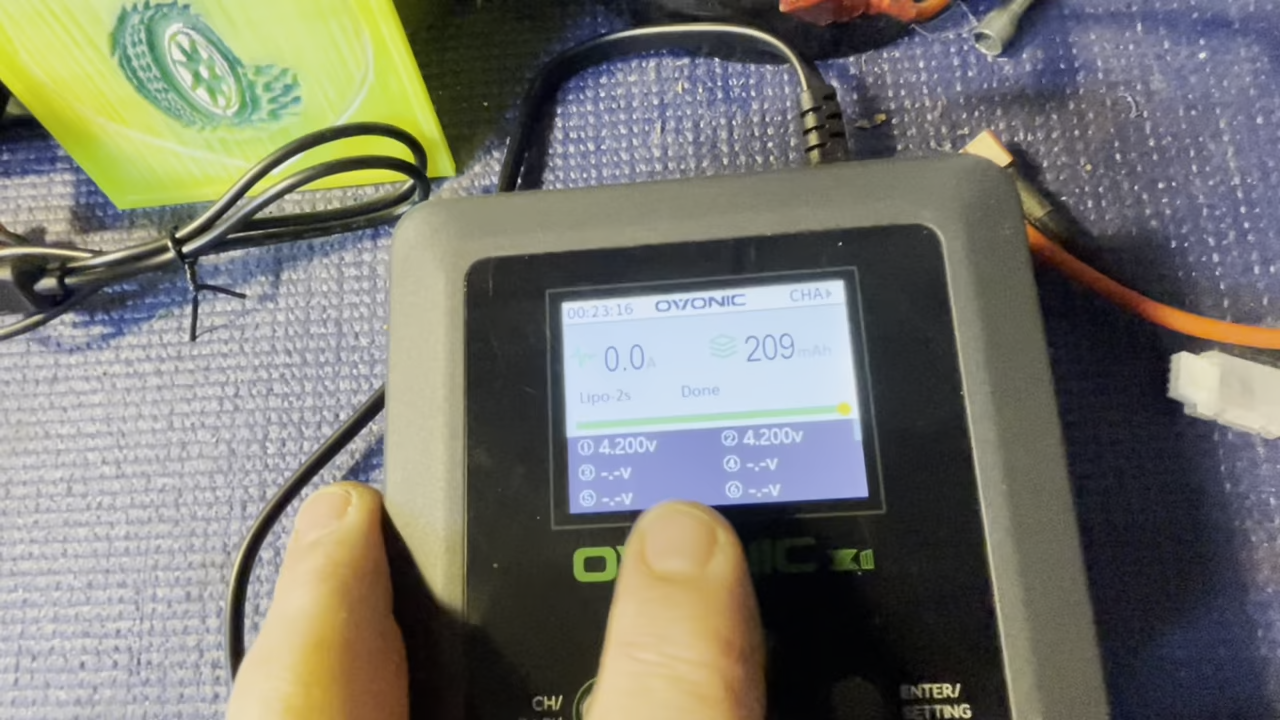 00:23:16 OVONIC CHA
0.0A 209mAh
Lipo-2s Done
① 4.200v ② 4.200v
③ -.-v ④ -.-v
⑤ -.-v ⑥ -.-v
CH/
ENTER/
SETTING